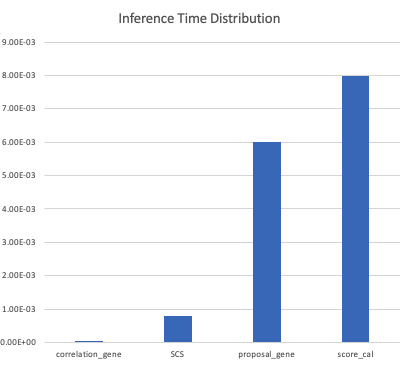 Inference Time Distribution
9.00E-03
8.00E-03
7.00E-03
6.00E-03
5.00E-03
4.00E-03
3.00E-03
2.00E-03
1.00E-03
0.00E+00
correlation_gene SCS proposal_gene score_cal